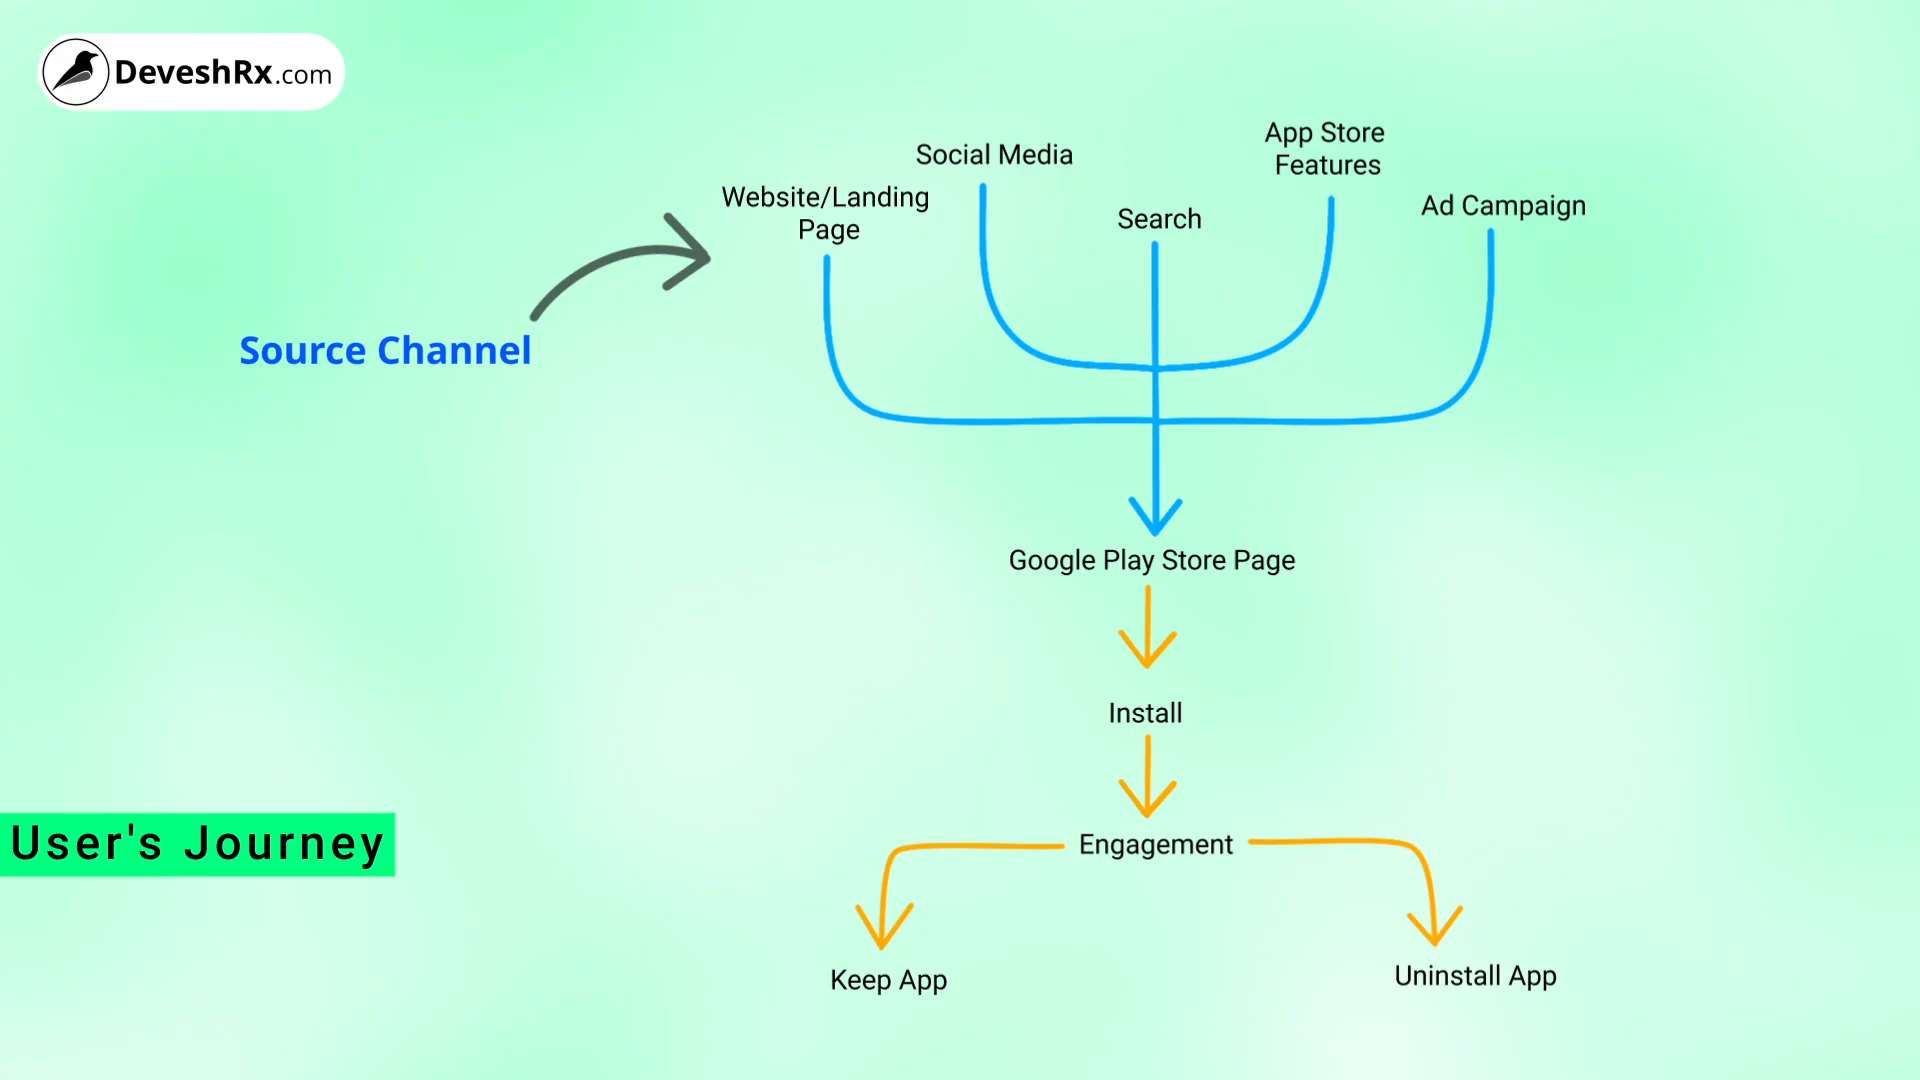 DeveshRx.com
App Store
Features
Social Media
Website/Landing
Page
Search
Ad Campaign
Source Channel
Google Play Store Page
Install
User's Journey
Engagement
Keep App
Uninstall App